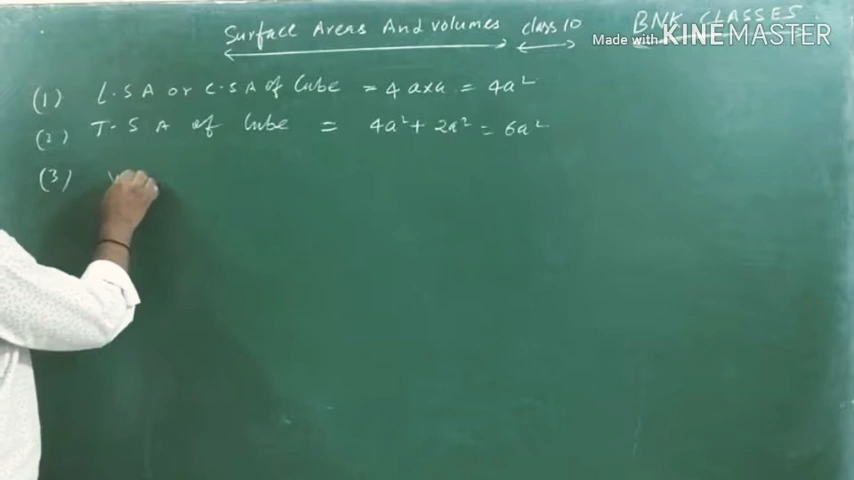 Surface Areas And volumes class 10 BNK CLASSES
Made with KINEMASTER
(1) L.S A or C.S A of Cube = 4 axa = 4a²
(2) T.S A of Cube = 4a² + 2a² = 6a²
(3)